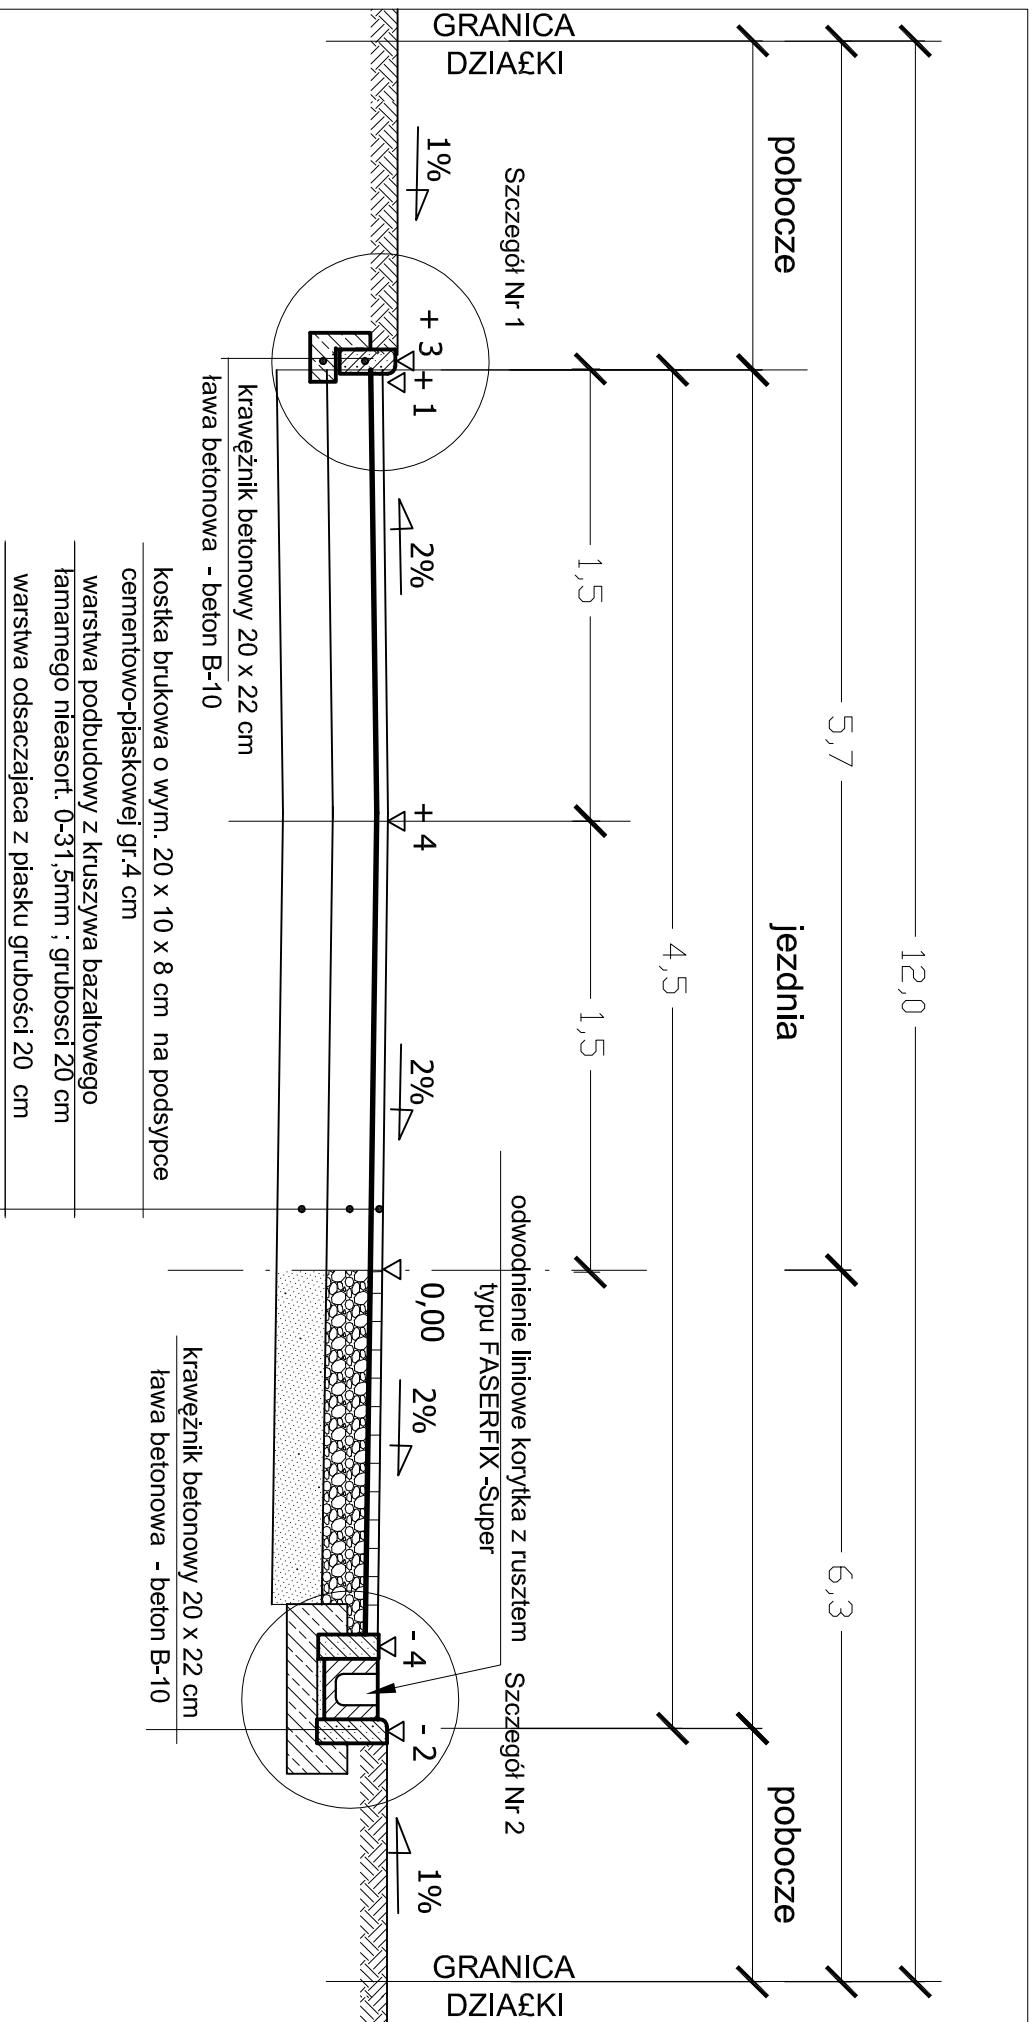 GRANICA
DZIA£KI
GRANICA
DZIA£KI
12,0
5,7
6,3
pobocze
jezdnia
pobocze
4,5
1,5
1,5
Szczegół Nr 1
odwodnienie liniowe korytka z rusztem
typu FASERFIX -Super
Szczegół Nr 2
1%
+ 3
+ 1
2%
+ 4
2%
0,00
2%
- 4
- 2
1%
krawężnik betonowy 20 x 22 cm
ława betonowa - beton B-10
krawężnik betonowy 20 x 22 cm
ława betonowa - beton B-10
kostka brukowa o wym. 20 x 10 x 8 cm na podsypce
cementowo-piaskowej gr.4 cm
warstwa podbudowy z kruszywa bazaltowego
łamamego nieasort. 0-31,5mm ; grubosci 20 cm
warstwa odsaczajaca z piasku grubości 20 cm